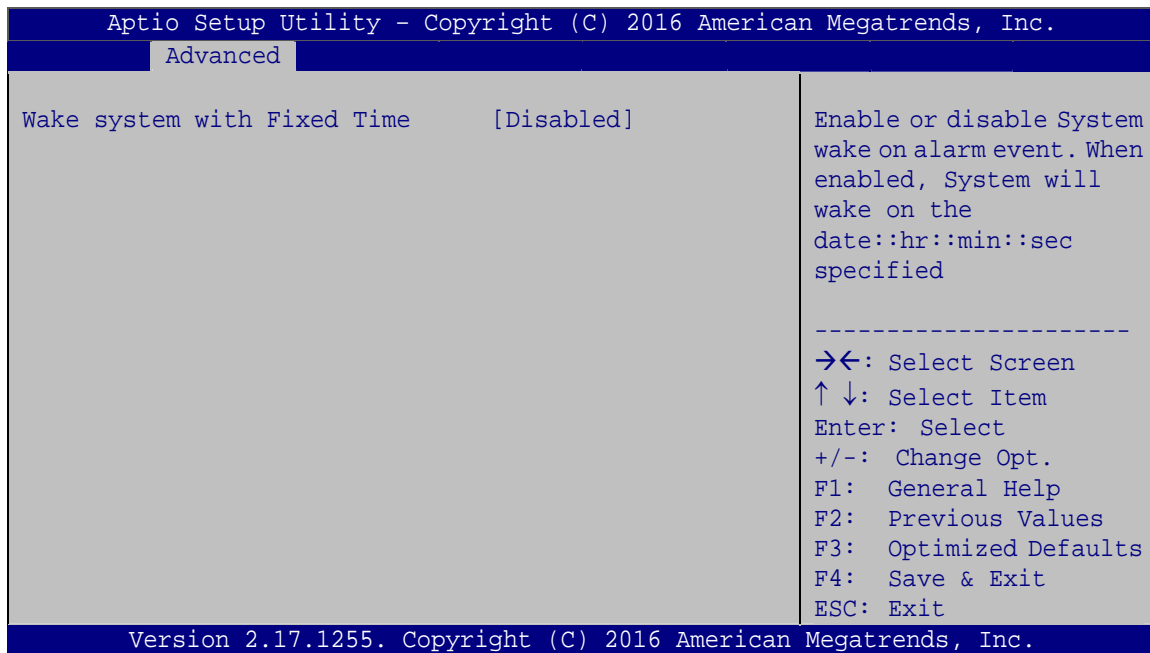 Aptio Setup Utility – Copyright (C) 2016 American Megatrends, Inc.
Advanced
Wake system with Fixed Time [Disabled]
Enable or disable System
wake on alarm event. When
enabled, System will
wake on the
date::hr::min::sec
specified
----------------------
→←: Select Screen
↑ ↓: Select Item
Enter: Select
+/-: Change Opt.
F1: General Help
F2: Previous Values
F3: Optimized Defaults
F4: Save & Exit
ESC: Exit
Version 2.17.1255. Copyright (C) 2016 American Megatrends, Inc.